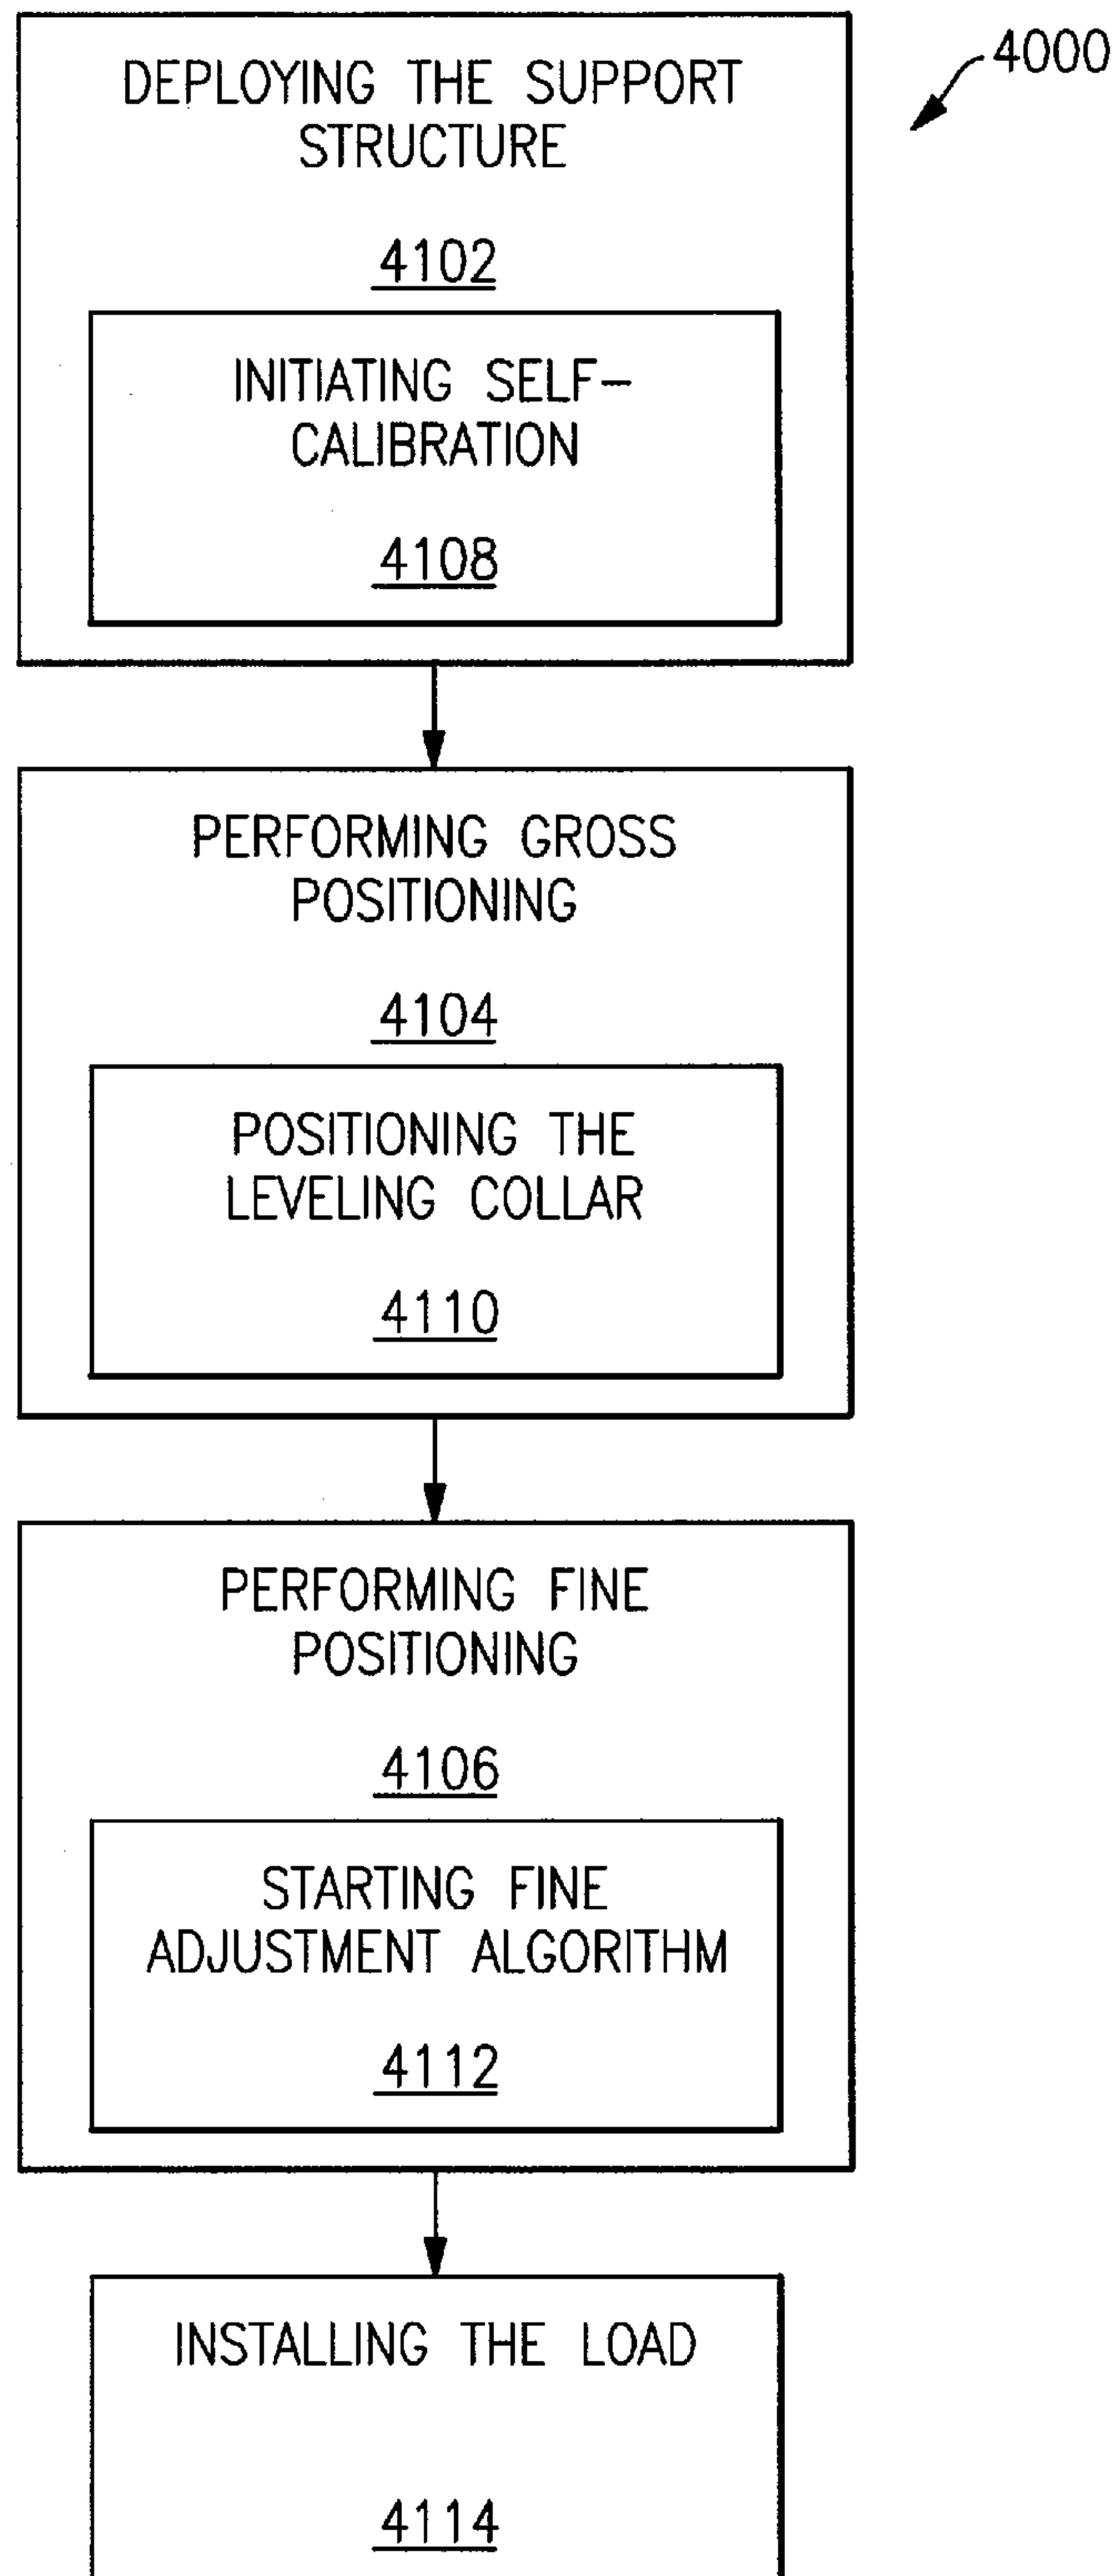 4000
DEPLOYING THE SUPPORT
STRUCTURE
4102
INITIATING SELF-
CALIBRATION
4108
PERFORMING GROSS
POSITIONING
4104
POSITIONING THE
LEVELING COLLAR
4110
PERFORMING FINE
POSITIONING
4106
STARTING FINE
ADJUSTMENT ALGORITHM
4112
INSTALLING THE LOAD
4114